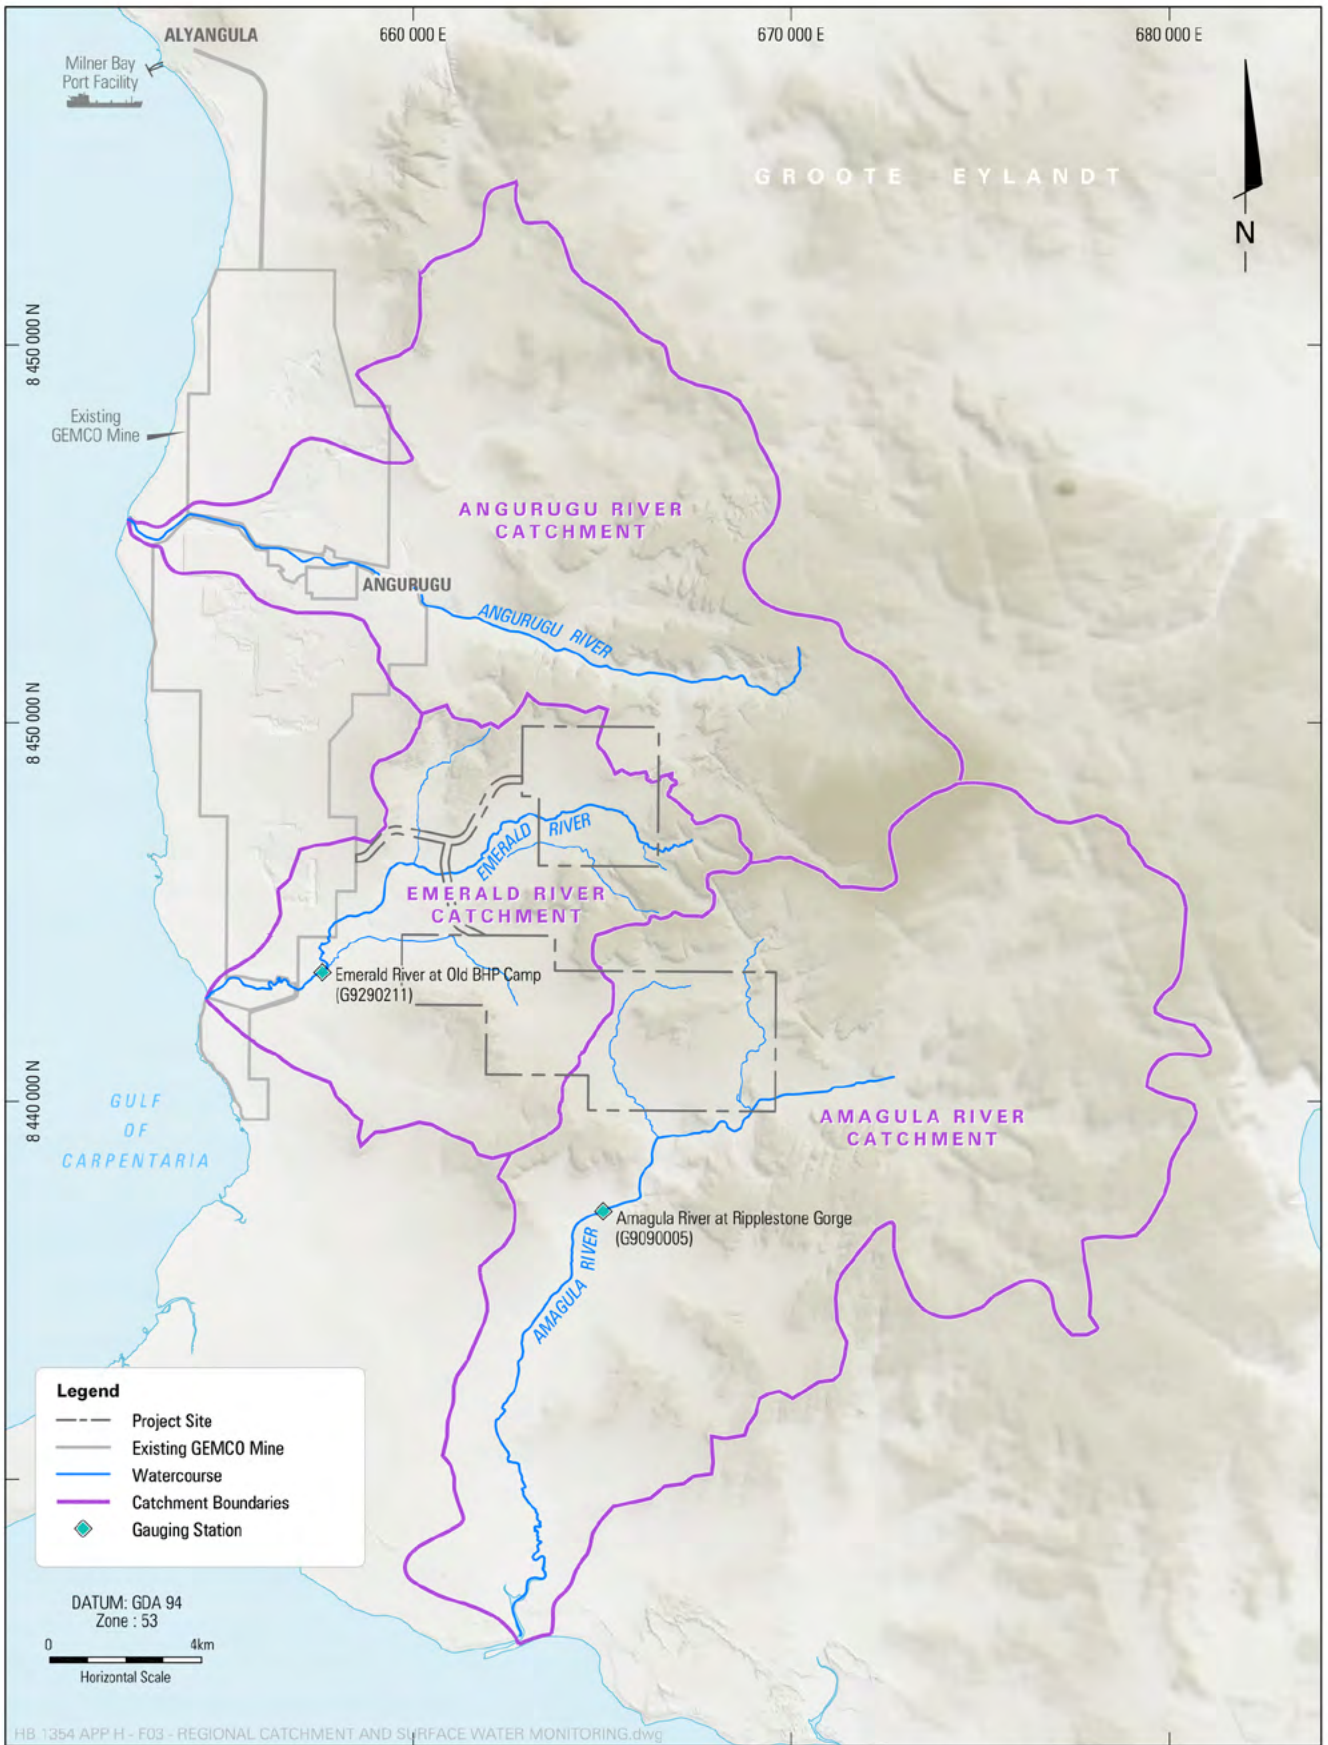 ALYANGULA
660 000 E
670 000 E
680 000 E
Milner Bay
Port Facility
GROOTE EYLANDT
N
8 450 000 N
Existing
GEMCO Mine
ANGURUGU RIVER
CATCHMENT
ANGURUGU
ANGURUGU RIVER
8 450 000 N
EMERALD RIVER
EMERALD RIVER
CATCHMENT
Emerald River at Old BHP Camp
(G9290211)
8 440 000 N
GULF
OF
CARPENTARIA
AMAGULA RIVER
CATCHMENT
Amagula River at Ripplestone Gorge
(G9090005)
AMAGULA RIVER
Legend
Project Site
Existing GEMCO Mine
Watercourse
Catchment Boundaries
Gauging Station
DATUM: GDA 94
Zone : 53
0 4km
Horizontal Scale
HB 1354 APP H - F03 - REGIONAL CATCHMENT AND SURFACE WATER MONITORING.dwg